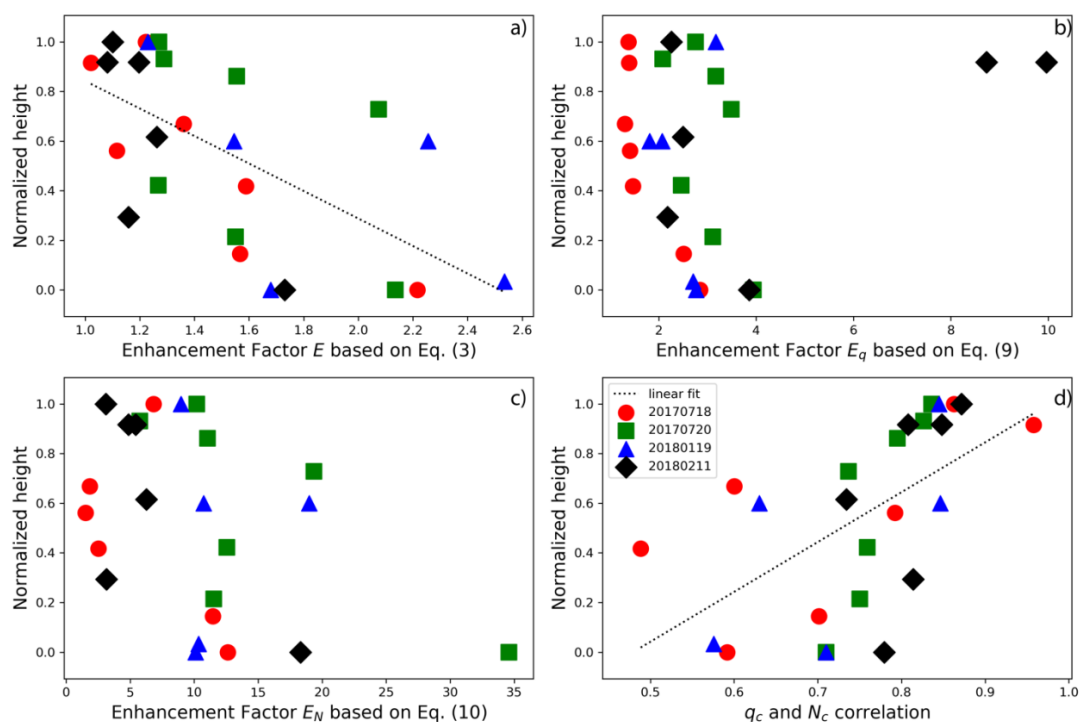 a)
1.0
0.8
0.6
0.4
0.2
0.0
Normalized height
1.0 1.2 1.4 1.6 1.8 2.0 2.2 2.4 2.6
Enhancement Factor E based on Eq. (3)
b)
1.0
0.8
0.6
0.4
0.2
0.0
Normalized height
2 4 6 8 10
Enhancement Factor E_q based on Eq. (9)
c)
1.0
0.8
0.6
0.4
0.2
0.0
Normalized height
0 5 10 15 20 25 30 35
Enhancement Factor E_N based on Eq. (10)
d)
linear fit
20170718
20170720
20180119
20180211
1.0
0.8
0.6
0.4
0.2
0.0
Normalized height
0.5 0.6 0.7 0.8 0.9 1.0
q_c and N_c correlation